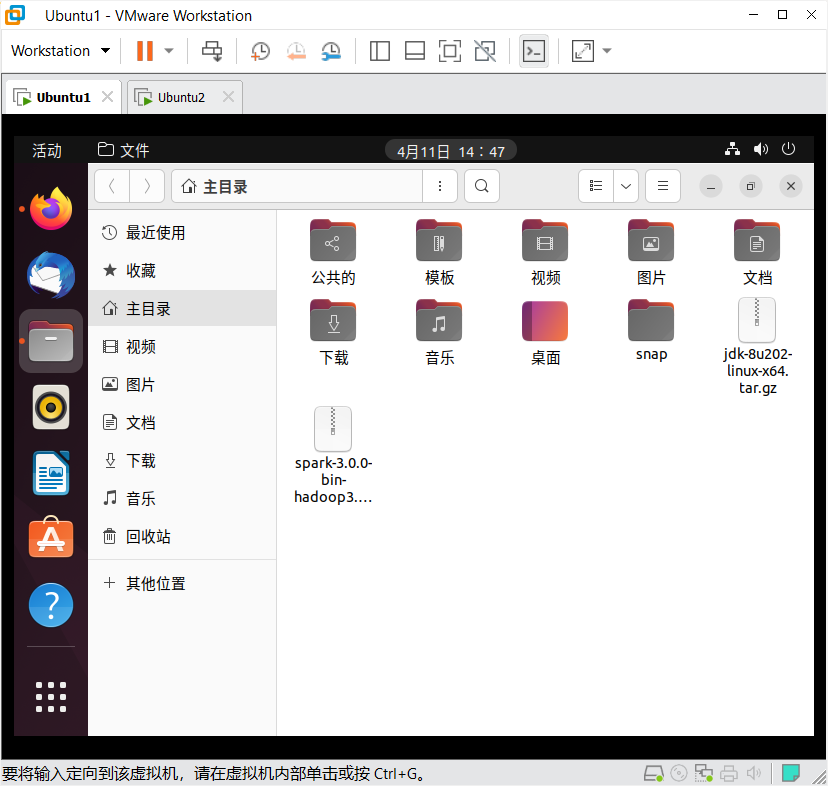 Ubuntu1 - VMware Workstation
Workstation
Ubuntu1
Ubuntu2
活动
文件
4月11日 14：47
主目录
最近使用
收藏
主目录
视频
图片
文档
下载
音乐
回收站
其他位置
公共的
模板
视频
图片
文档
下载
音乐
桌面
snap
jdk-8u202-
linux-x64.
tar.gz
spark-3.0.0-
bin-
hadoop3....
要将输入定向到该虚拟机，请在虚拟机内部单击或按 Ctrl+G。